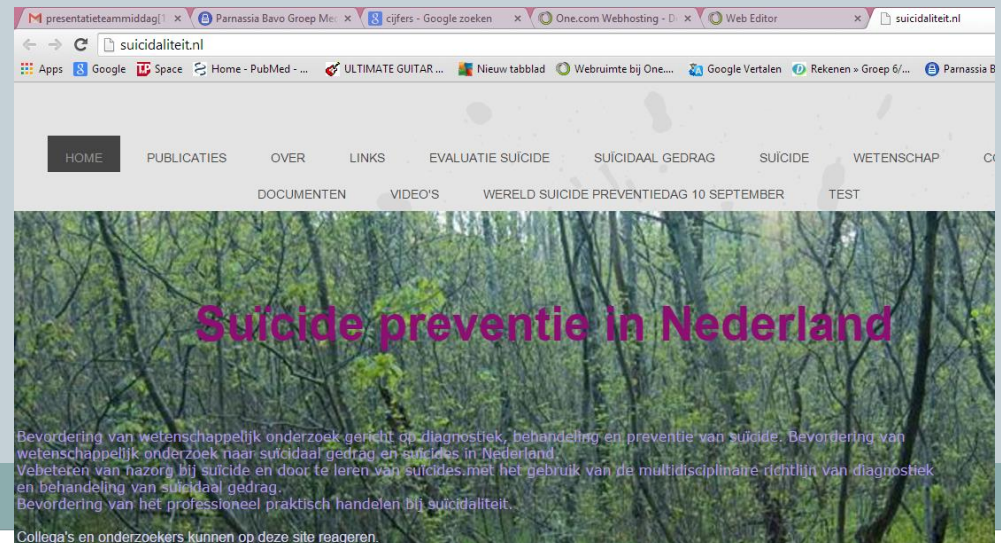 presentatieteammiddag[1
Parnassia Bavo Groep Me
cijfers - Google zoeken
One.com Webhosting - D
Web Editor
suicidaliteit.nl
suicidaliteit.nl
Apps Google Space Home - PubMed - ... ULTIMATE GUITAR ... Nieuw tabblad Webruimte bij One.... Google Vertalen Rekenen » Groep 6/... Parnassia B
HOME PUBLICATIES OVER LINKS EVALUATIE SUÏCIDE SUÏCIDAAL GEDRAG SUÏCIDE WETENSCHAP
DOCUMENTEN VIDEO'S WERELD SUICIDE PREVENTIEDAG 10 SEPTEMBER TEST
Suïcide preventie in Nederland
Bevordering van wetenschappelijk onderzoek gericht op diagnostiek, behandeling en preventie van suïcide. Bevordering van
wetenschappelijk onderzoek naar suïcidaal gedrag en suïcides in Nederland.
Vebeteren van nazorg bij suïcide en door te leren van suïcides.met het gebruik van de multidisciplinaire richtlijn van diagnostiek
en behandeling van suïcidaal gedrag.
Bevordering van het professioneel praktisch handelen bij suïcidaliteit.
Collega's en onderzoekers kunnen op deze site reageren.